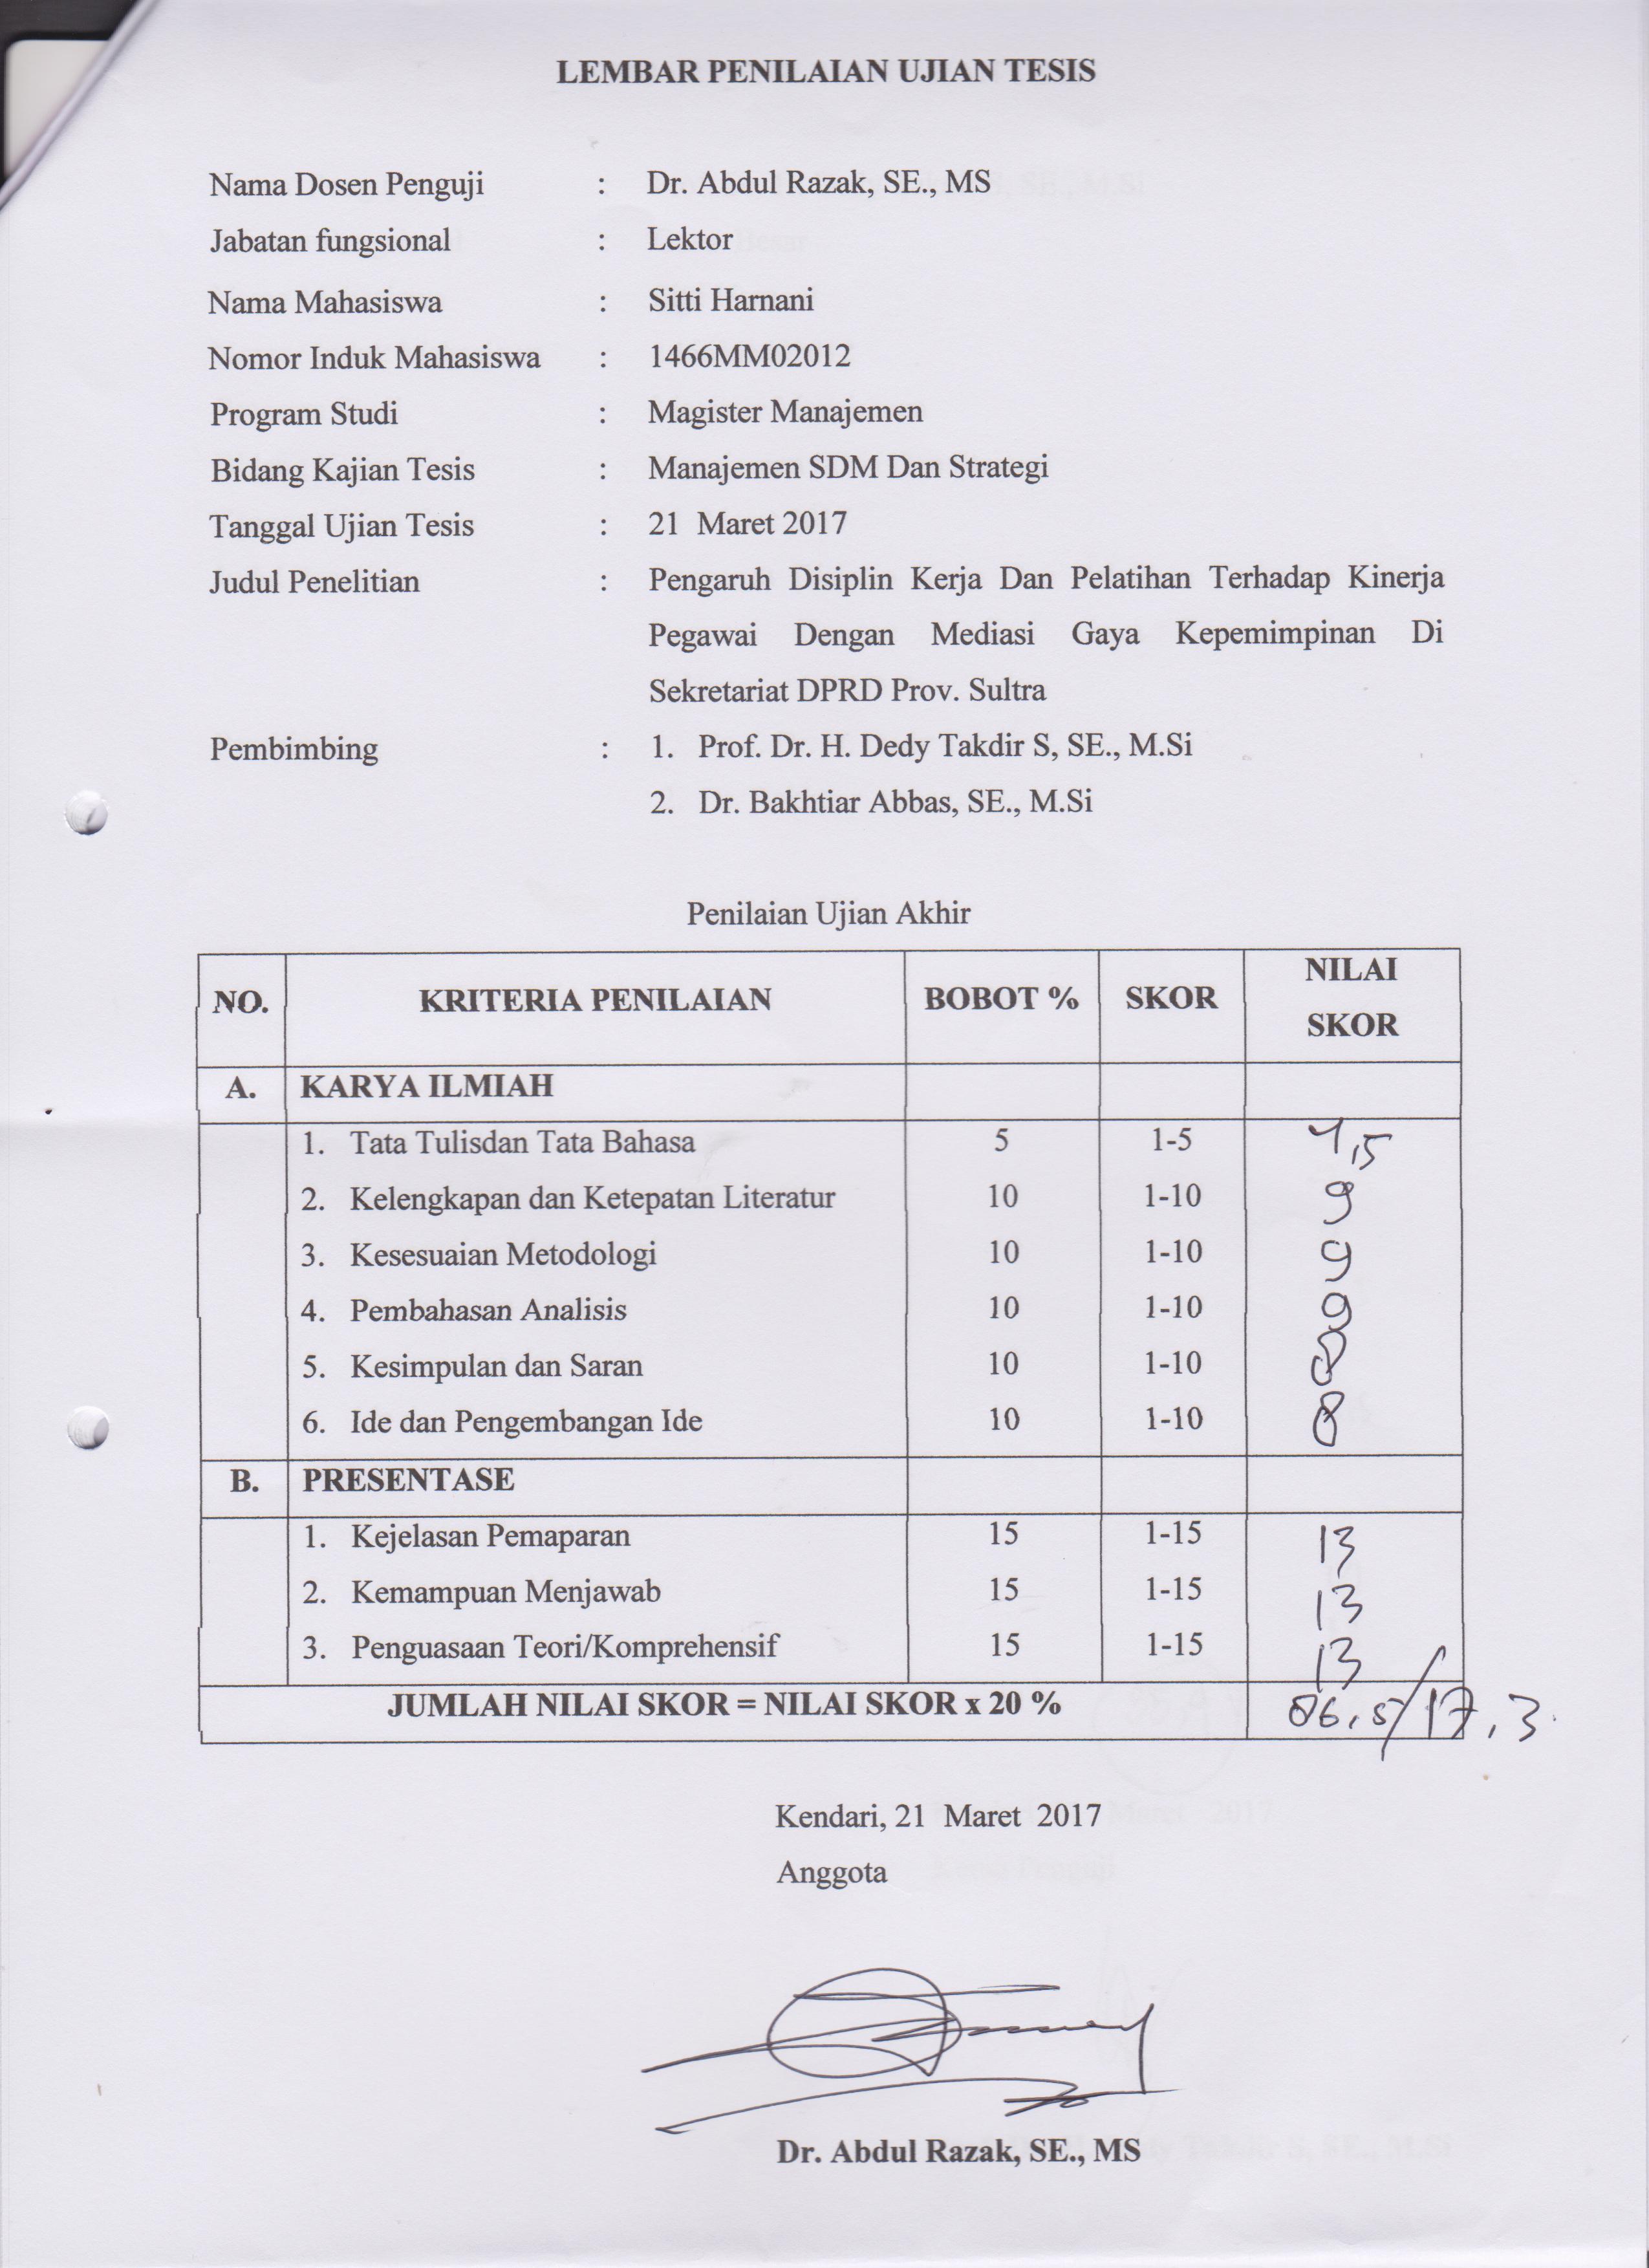 LEMBAR PENILAIAN UJIAN TESIS
Nama Dosen Penguji : Dr. Abdul Razak, SE., MS
Jabatan fungsional : Lektor
Nama Mahasiswa : Sitti Harnani
Nomor Induk Mahasiswa : 1466MM02012
Program Studi : Magister Manajemen
Bidang Kajian Tesis : Manajemen SDM Dan Strategi
Tanggal Ujian Tesis : 21 Maret 2017
Judul Penelitian : Pengaruh Disiplin Kerja Dan Pelatihan Terhadap Kinerja
Pegawai Dengan Mediasi Gaya Kepemimpinan Di
Sekretariat DPRD Prov. Sultra
Pembimbing : 1. Prof. Dr. H. Dedy Takdir S, SE., M.Si
2. Dr. Bakhtiar Abbas, SE., M.Si
Penilaian Ujian Akhir
NO. KRITERIA PENILAIAN BOBOT % SKOR NILAI SKOR
A. KARYA ILMIAH
1. Tata Tulisdan Tata Bahasa 5 1-5 4,5
2. Kelengkapan dan Ketepatan Literatur 10 1-10 9
3. Kesesuaian Metodologi 10 1-10 9
4. Pembahasan Analisis 10 1-10 9
5. Kesimpulan dan Saran 10 1-10 8
6. Ide dan Pengembangan Ide 10 1-10 8
B. PRESENTASE
1. Kejelasan Pemaparan 15 1-15 13
2. Kemampuan Menjawab 15 1-15 13
3. Penguasaan Teori/Komprehensif 15 1-15 13
JUMLAH NILAI SKOR = NILAI SKOR x 20 % 86,5/17,3
Kendari, 21 Maret 2017
Anggota
Dr. Abdul Razak, SE., MS